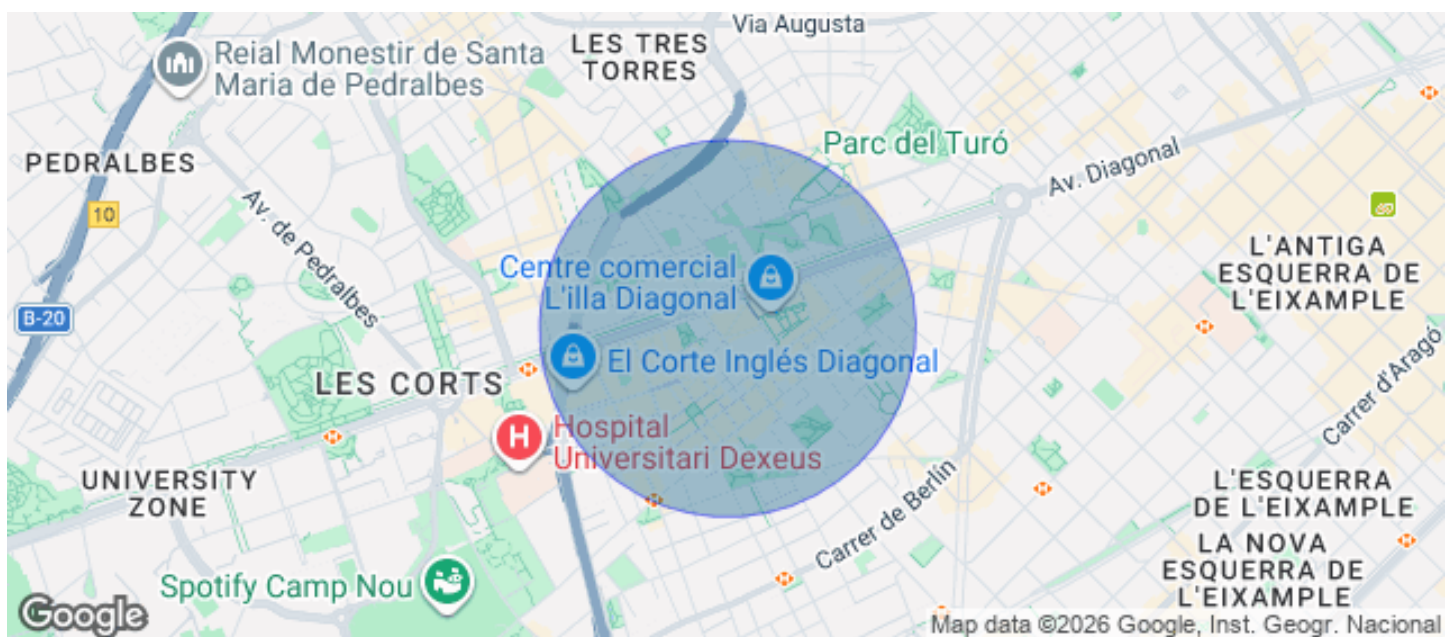 Via Augusta
Reial Monestir de Santa
Maria de Pedralbes
LES TRES
TORRES
Parc del Turó
PEDRALBES
Av. Diagonal
10
Av. de Pedralbes
L'ANTIGA
ESQUERRA DE
L'EIXAMPLE
Centre comercial
L'illa Diagonal
B-20
El Corte Inglés Diagonal
LES CORTS
Carrer d'Aragó
H
Hospital
Universitari Dexeus
UNIVERSITY
ZONE
L'ESQUERRA
DE L'EIXAMPLE
Carrer de Berlín
LA NOVA
ESQUERRA DE
L'EIXAMPLE
Spotify Camp Nou
Google
Map data ©2026 Google, Inst. Geogr. Nacional